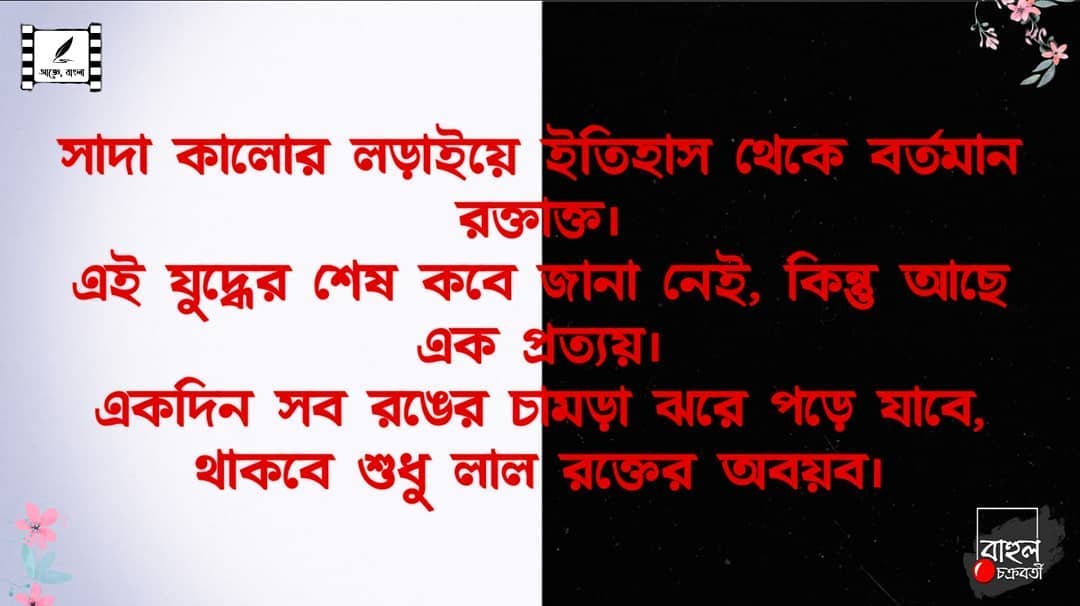 আজ্ঞে, বাংলা
সাদা কালোর লড়াইয়ে ইতিহাস থেকে বর্তমান
রক্তাক্ত।
এই যুদ্ধের শেষ কবে জানা নেই, কিন্তু আছে
এক প্রত্যয়।
একদিন সব রঙের চামড়া ঝরে পড়ে যাবে,
থাকবে শুধু লাল রক্তের অবয়ব।
বাহুল
চক্রবর্তী